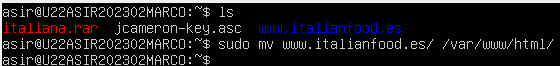 asir@U22ASIR202302MARCO:~$ ls
italiana.rar jcameron-key.asc www.italianfood.es
asir@U22ASIR202302MARCO:~$ sudo mv www.italianfood.es/ /var/www/html/
asir@U22ASIR202302MARCO:~$